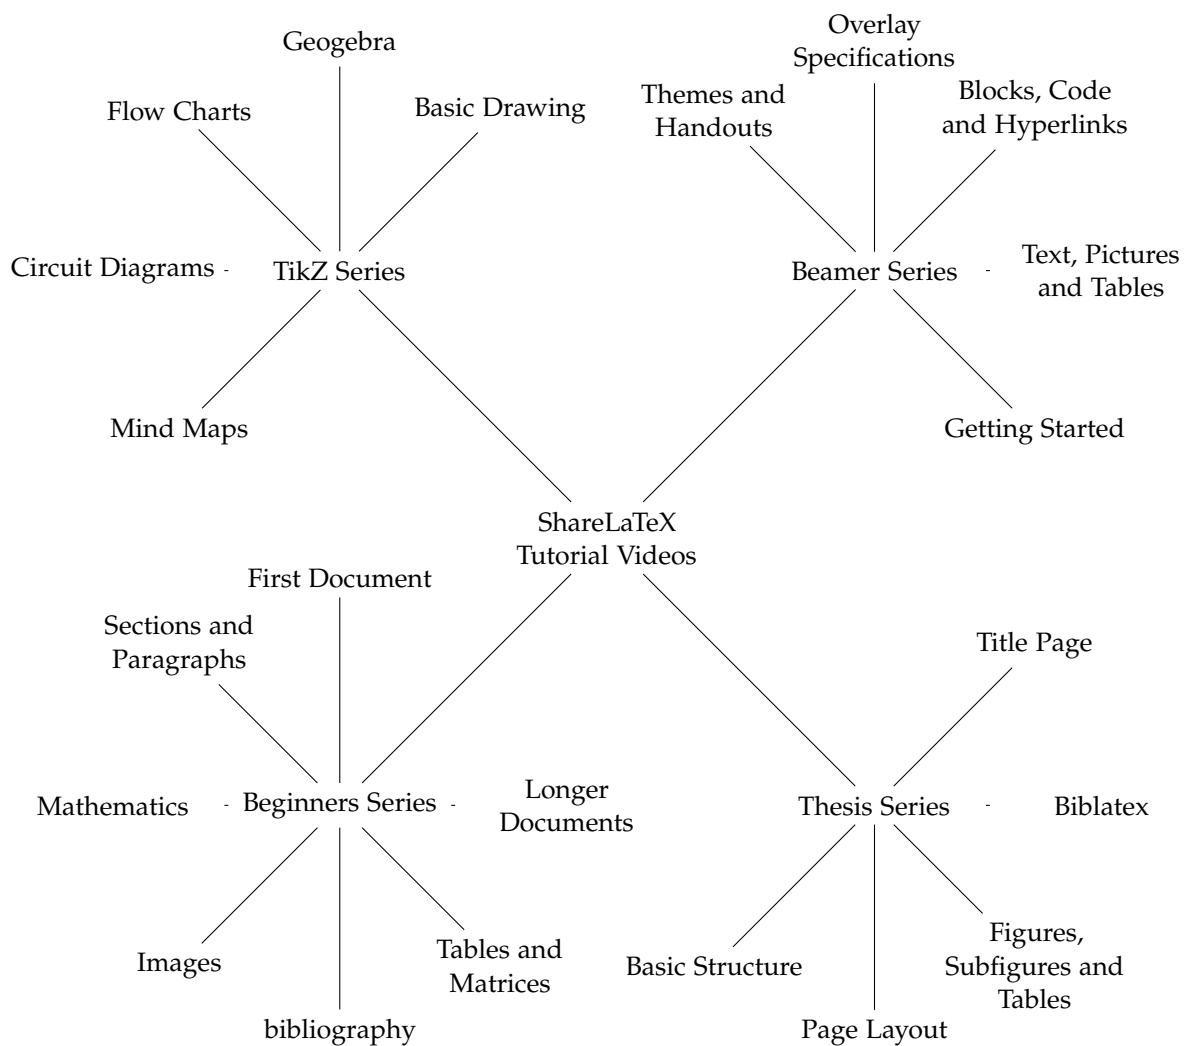 Geogebra
Flow Charts
Basic Drawing
Circuit Diagrams
TikZ Series
Mind Maps
Overlay
Specifications
Themes and
Handouts
Blocks, Code
and Hyperlinks
Beamer Series
Text, Pictures
and Tables
Getting Started
ShareLaTeX
Tutorial Videos
First Document
Sections and
Paragraphs
Mathematics
Beginners Series
Longer
Documents
Images
Tables and
Matrices
bibliography
Title Page
Thesis Series
Biblatex
Basic Structure
Figures,
Subfigures and
Tables
Page Layout